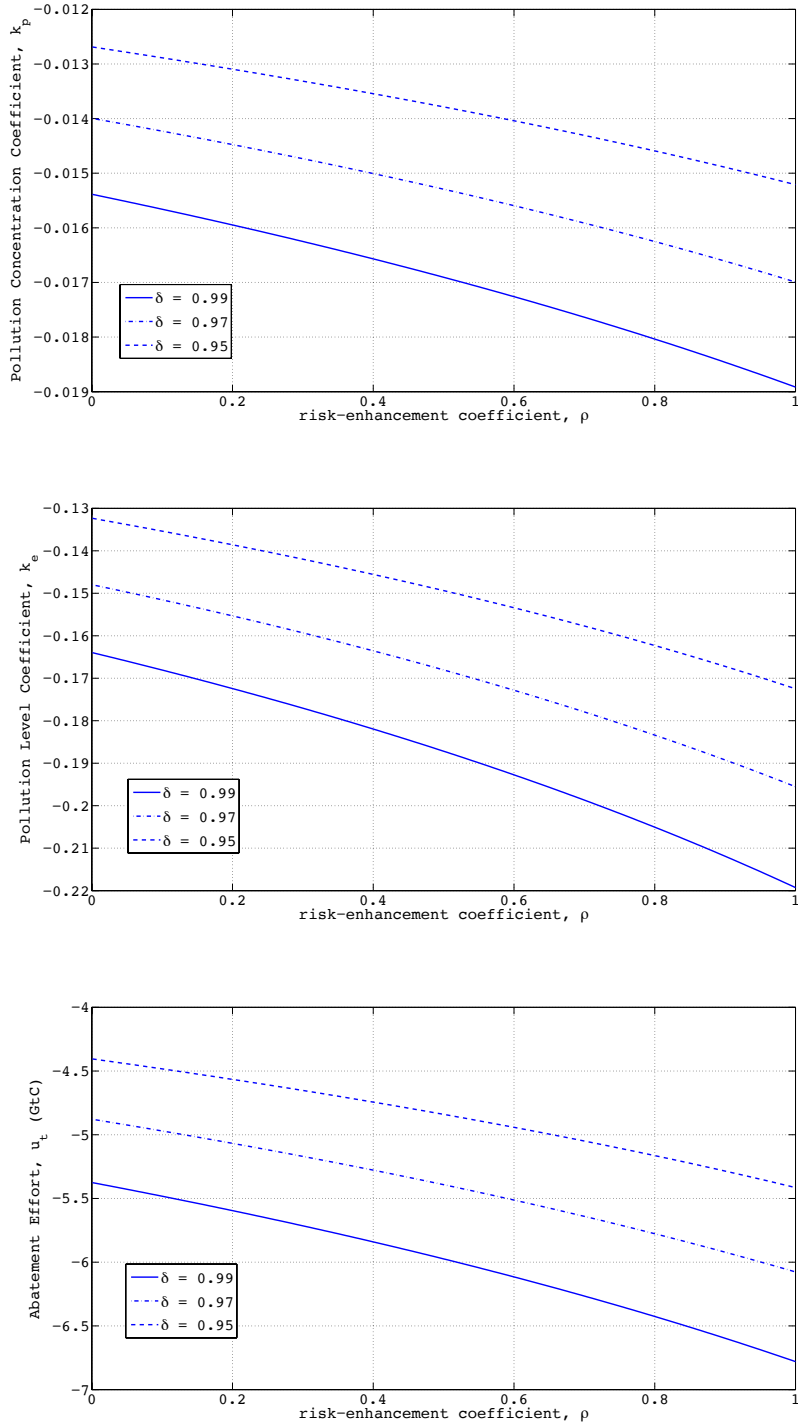 −0.012
−0.013
−0.014
−0.015
−0.016
−0.017
−0.018
−0.019
Pollution Concentration Coefficient, k_p
δ = 0.99
δ = 0.97
δ = 0.95
0 0.2 0.4 0.6 0.8 1
risk−enhancement coefficient, ρ
−0.13
−0.14
−0.15
−0.16
−0.17
−0.18
−0.19
−0.2
−0.21
−0.22
Pollution Level Coefficient, k_e
δ = 0.99
δ = 0.97
δ = 0.95
0 0.2 0.4 0.6 0.8 1
risk−enhancement coefficient, ρ
−4
−4.5
−5
−5.5
−6
−6.5
−7
Abatement Effort, u_t (GtC)
δ = 0.99
δ = 0.97
δ = 0.95
0 0.2 0.4 0.6 0.8 1
risk−enhancement coefficient, ρ